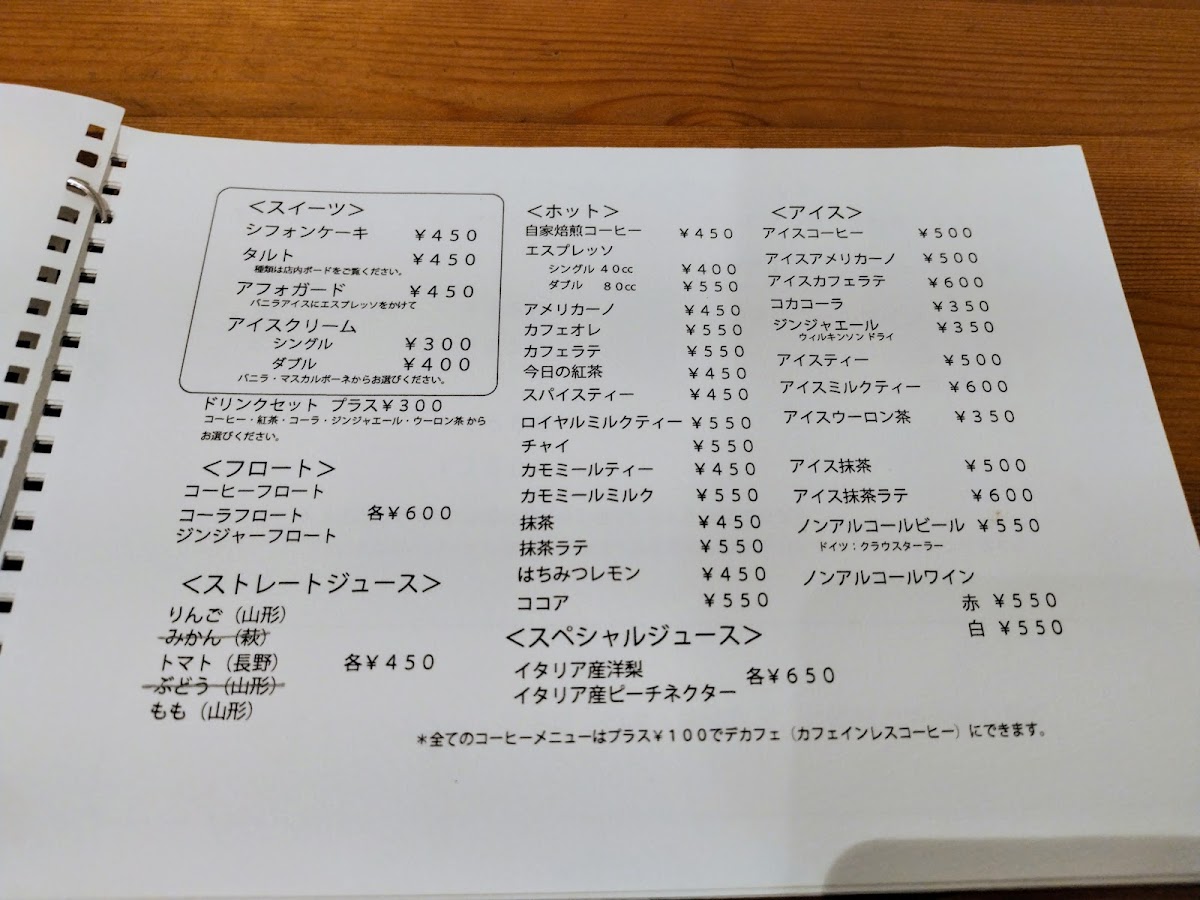 ＜スイーツ＞
シフォンケーキ ￥４５０
タルト ￥４５０
種類は店内ボードをご覧ください。
アフォガード ￥４５０
バニラアイスにエスプレッソをかけて
アイスクリーム
シングル ￥３００
ダブル ￥４００
バニラ・マスカルポーネからお選びください。
ドリンクセット プラス￥３００
コーヒー・紅茶・コーラ・ジンジャエール・ウーロン茶 から
お選びください。
＜フロート＞
コーヒーフロート
コーラフロート 各￥６００
ジンジャーフロート
＜ストレートジュース＞
りんご（山形）
みかん（萩）
トマト（長野） 各￥４５０
ぶどう（山形）
もも（山形）
＜ホット＞
自家焙煎コーヒー ￥４５０
エスプレッソ
シングル ４０cc ￥４００
ダブル ８０cc ￥５５０
アメリカーノ ￥４５０
カフェオレ ￥５５０
カフェラテ ￥５５０
今日の紅茶 ￥４５０
スパイスティー ￥４５０
ロイヤルミルクティー ￥５５０
チャイ ￥５５０
カモミールティー ￥４５０
カモミールミルク ￥５５０
抹茶 ￥４５０
抹茶ラテ ￥５５０
はちみつレモン ￥４５０
ココア ￥５５０
＜スペシャルジュース＞
イタリア産洋梨 各￥６５０
イタリア産ピーチネクター
＜アイス＞
アイスコーヒー ￥５００
アイスアメリカーノ ￥５００
アイスカフェラテ ￥６００
コカコーラ ￥３５０
ジンジャエール ￥３５０
ウィルキンソン ドライ
アイスティー ￥５００
アイスミルクティー ￥６００
アイスウーロン茶 ￥３５０
アイス抹茶 ￥５００
アイス抹茶ラテ ￥６００
ノンアルコールビール ￥５５０
ドイツ：クラウスターラー
ノンアルコールワイン
赤 ￥５５０
白 ￥５５０
＊全てのコーヒーメニューはプラス￥１００でデカフェ（カフェインレスコーヒー）にできます。